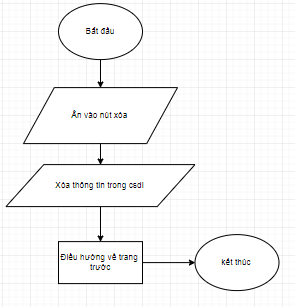 Bắt đầu
Ấn vào nút xóa
Xóa thông tin trong csdl
Điều hướng về trang
trước
Kết thúc